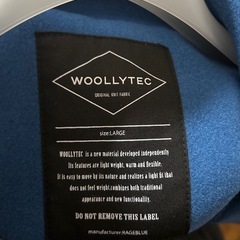 WOOLLYTEC
ORIGINAL KNIT FABRIC
size:LARGE
WOOLLYTEC is a new material developed independently
Its features are light weight, warm and flexible.
It is easy to move by its nature and realizes a light fit that
does not feel weight.combines both traditional
appearance and new functionality.
DO NOT REMOVE THIS LABEL
manufacturer:RAGEBLUE